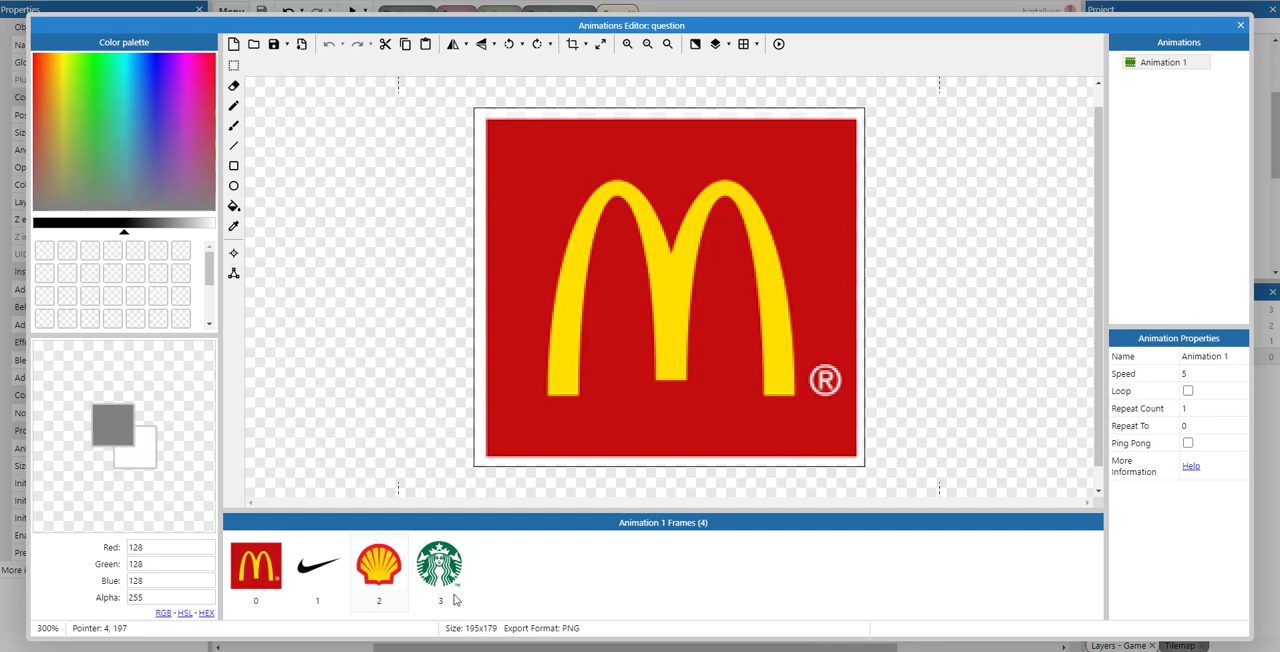 Properties
Menu
Project
Animations Editor: question
Color palette
Animations
Animation 1
®
Animation Properties
Name Animation 1
Speed 5
Loop
Repeat Count 1
Repeat To 0
Ping Pong
More Information Help
Animation 1 Frames (4)
0 1 2 3
Red: 128
Green: 128
Blue: 128
Alpha: 255
RGB - HSL - HEX
300% Pointer: 4, 197 Size: 195x179 Export Format: PNG
Layers - Game Tilemap